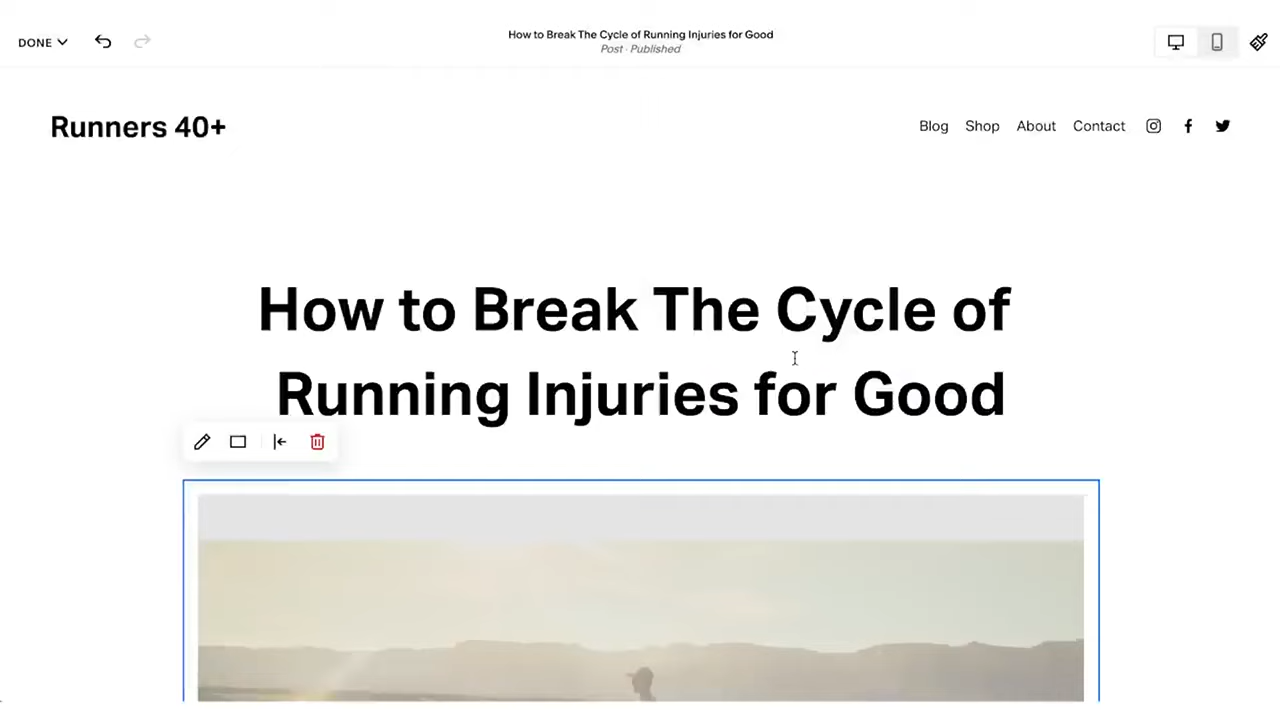 DONE
How to Break The Cycle of Running Injuries for Good
Post · Published
Runners 40+
Blog Shop About Contact
How to Break The Cycle of
Running Injuries for Good